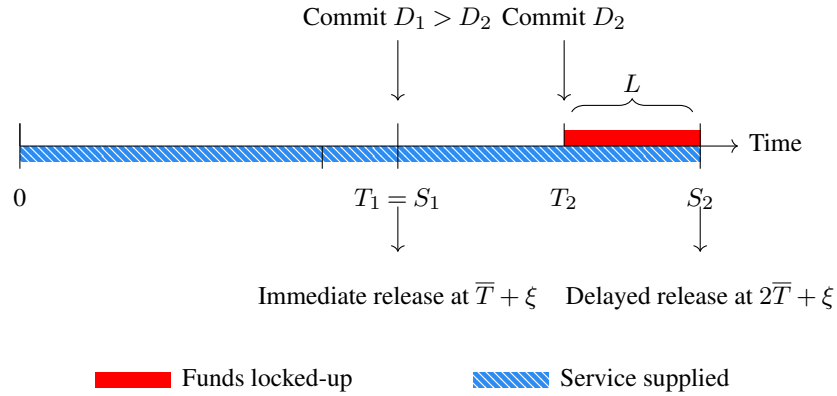 Commit $D_1 > D_2$ Commit $D_2$
$L$
Time
0 $T_1 = S_1$ $T_2$ $S_2$
Immediate release at $\overline{T} + \xi$ Delayed release at $2\overline{T} + \xi$
Funds locked-up Service supplied